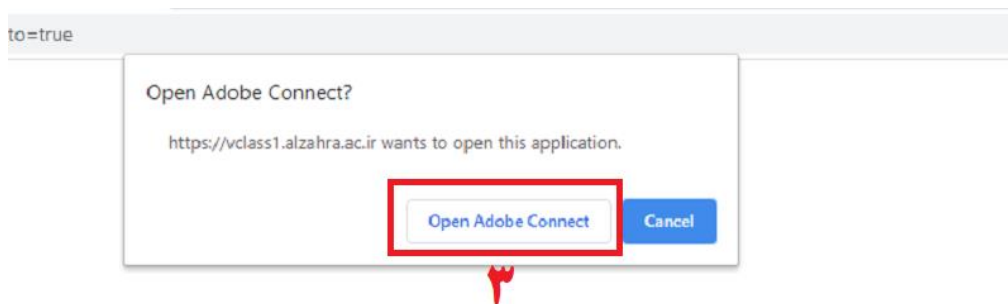 to=true
Open Adobe Connect?
https://vclass1.alzahra.ac.ir wants to open this application.
Open Adobe Connect Cancel
۳